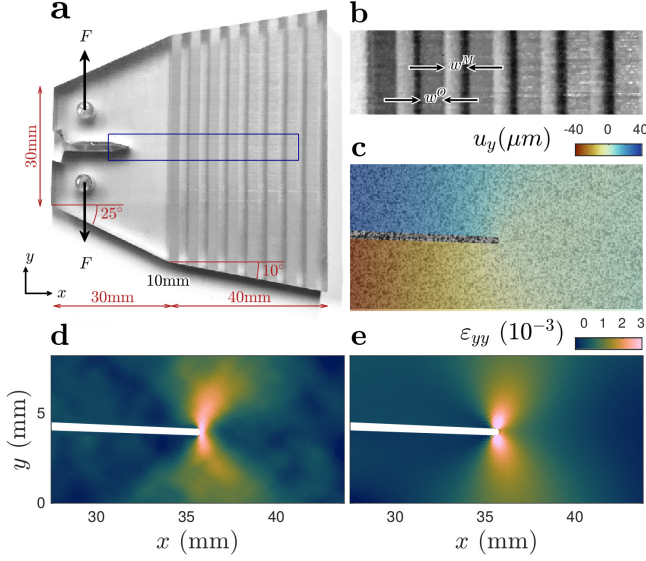 a
F
30mm
25°
F
y
x
10mm
10°
30mm
40mm
b
w^M
w^O
u_y(μm)
-40 0 40
c
ε_yy (10^-3)
0 1 2 3
d
5
0
y (mm)
30 35 40
x (mm)
e
30 35 40
x (mm)